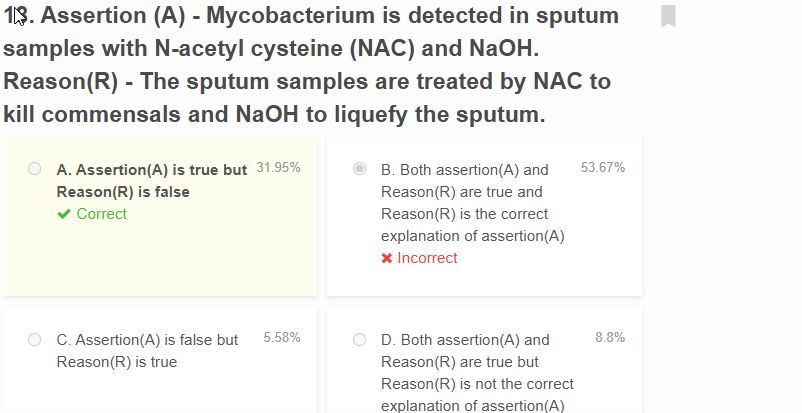 13. Assertion (A) - Mycobacterium is detected in sputum
samples with N-acetyl cysteine (NAC) and NaOH.
Reason(R) - The sputum samples are treated by NAC to
kill commensals and NaOH to liquefy the sputum.
A. Assertion(A) is true but 31.95%
Reason(R) is false
Correct
B. Both assertion(A) and 53.67%
Reason(R) are true and
Reason(R) is the correct
explanation of assertion(A)
Incorrect
C. Assertion(A) is false but 5.58%
Reason(R) is true
D. Both assertion(A) and 8.8%
Reason(R) are true but
Reason(R) is not the correct
explanation of assertion(A)